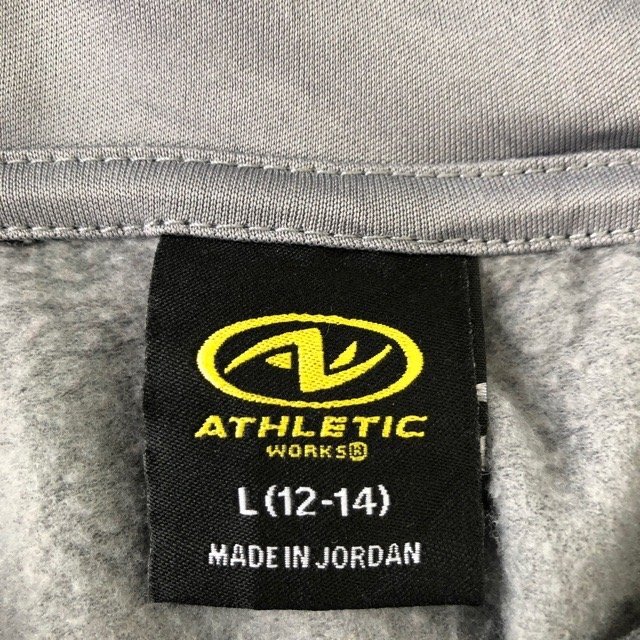 ATHLETIC
WORKS®
L (12-14)
MADE IN JORDAN